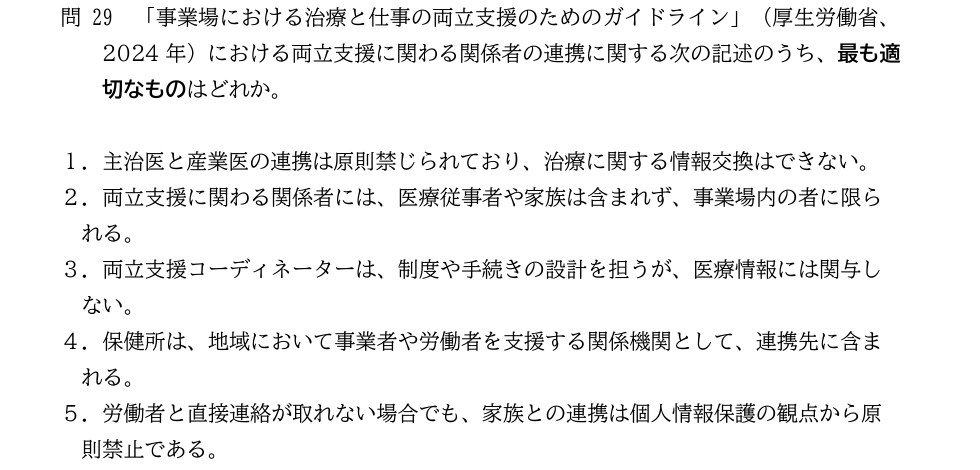 問 29 「事業場における治療と仕事の両立支援のためのガイドライン」（厚生労働省、
2024 年）における両立支援に関わる関係者の連携に関する次の記述のうち、最も適
切なものはどれか。
１．主治医と産業医の連携は原則禁じられており、治療に関する情報交換はできない。
２．両立支援に関わる関係者には、医療従事者や家族は含まれず、事業場内の者に限ら
れる。
３．両立支援コーディネーターは、制度や手続きの設計を担うが、医療情報には関与し
ない。
４．保健所は、地域において事業者や労働者を支援する関係機関として、連携先に含ま
れる。
５．労働者と直接連絡が取れない場合でも、家族との連携は個人情報保護の観点から原
則禁止である。